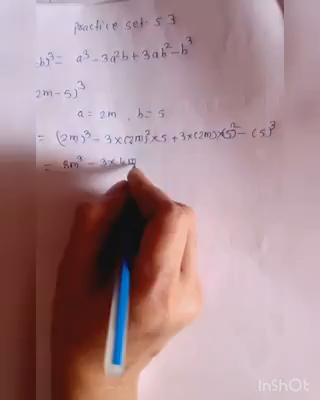 Practice set 5 3
b)³ = a³ - 3a²b + 3ab² - b³
2m - 5)³
a = 2m , b = 5
= (2m)³ - 3×(2m)²×5 + 3×(2m)×(5)² - (5)³
= 8m³ - 3×4m
InShOt